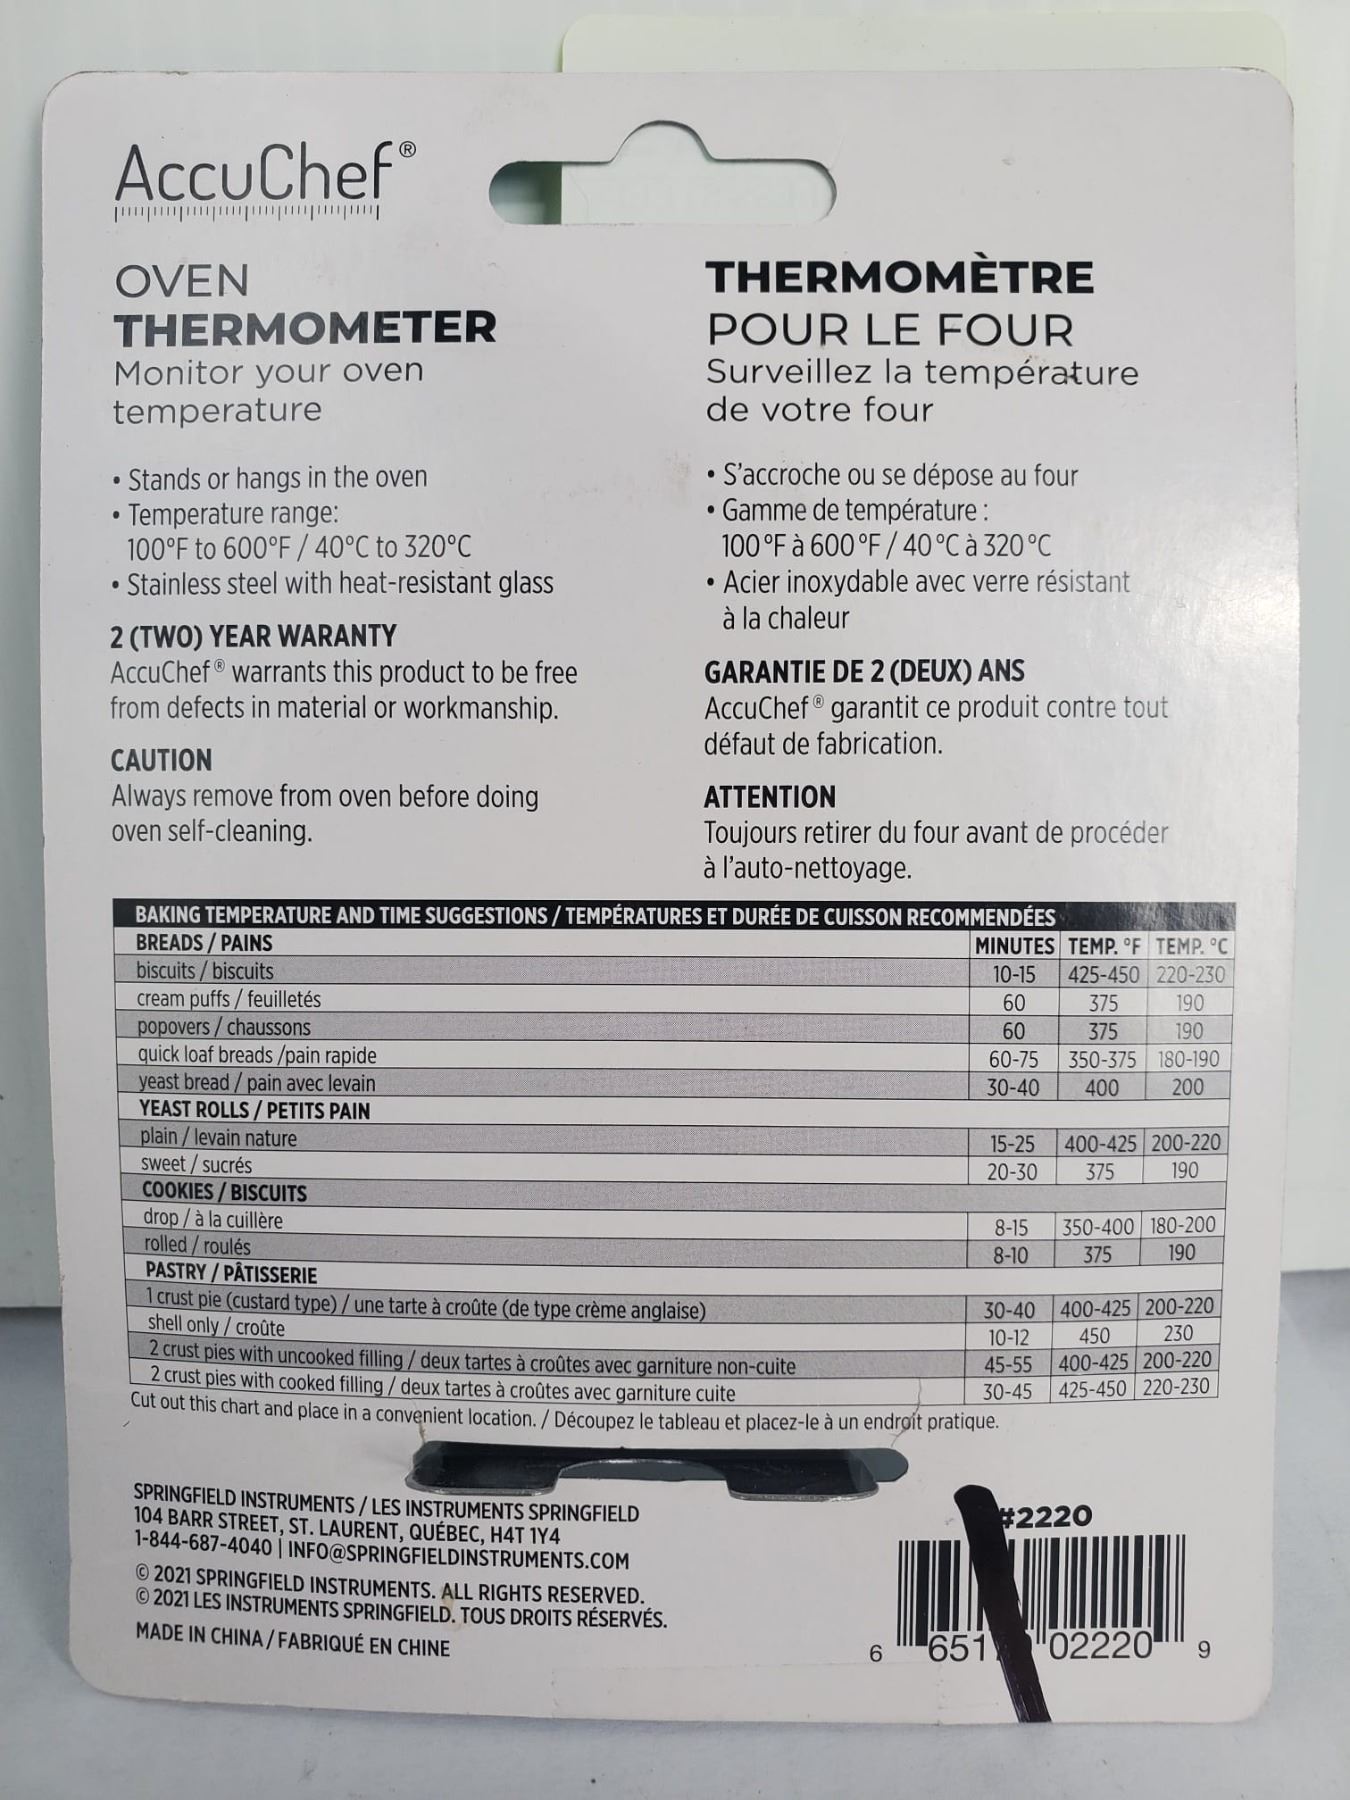 AccuChef®
OVEN
THERMOMETER
Monitor your oven
temperature
• Stands or hangs in the oven
• Temperature range:
100°F to 600°F / 40°C to 320°C
• Stainless steel with heat-resistant glass
2 (TWO) YEAR WARANTY
AccuChef® warrants this product to be free
from defects in material or workmanship.
CAUTION
Always remove from oven before doing
oven self-cleaning.
THERMOMÈTRE
POUR LE FOUR
Surveillez la température
de votre four
• S'accroche ou se dépose au four
• Gamme de température :
100°F à 600°F / 40°C à 320°C
• Acier inoxydable avec verre résistant
à la chaleur
GARANTIE DE 2 (DEUX) ANS
AccuChef® garantit ce produit contre tout
défaut de fabrication.
ATTENTION
Toujours retirer du four avant de procéder
à l'auto-nettoyage.
BAKING TEMPERATURE AND TIME SUGGESTIONS / TEMPÉRATURES ET DURÉE DE CUISSON RECOMMENDÉES
BREADS / PAINS MINUTES TEMP. °F TEMP. °C
biscuits / biscuits 10-15 425-450 220-230
cream puffs / feuilletés 60 375 190
popovers / chaussons 60 375 190
quick loaf breads /pain rapide 60-75 350-375 180-190
yeast bread / pain avec levain 30-40 400 200
YEAST ROLLS / PETITS PAIN
plain / levain nature 15-25 400-425 200-220
sweet / sucrés 20-30 375 190
COOKIES / BISCUITS
drop / à la cuillère 8-15 350-400 180-200
rolled / roulés 8-10 375 190
PASTRY / PÂTISSERIE
1 crust pie (custard type) / une tarte à croûte (de type crème anglaise) 30-40 400-425 200-220
shell only / croûte 10-12 450 230
2 crust pies with uncooked filling / deux tartes à croûtes avec garniture non-cuite 45-55 400-425 200-220
2 crust pies with cooked filling / deux tartes à croûtes avec garniture cuite 30-45 425-450 220-230
Cut out this chart and place in a convenient location. / Découpez le tableau et placez-le à un endroit pratique.
SPRINGFIELD INSTRUMENTS / LES INSTRUMENTS SPRINGFIELD
104 BARR STREET, ST. LAURENT, QUÉBEC, H4T 1Y4
1-844-687-4040 | INFO@SPRINGFIELDINSTRUMENTS.COM
© 2021 SPRINGFIELD INSTRUMENTS. ALL RIGHTS RESERVED.
© 2021 LES INSTRUMENTS SPRINGFIELD. TOUS DROITS RÉSERVÉS.
MADE IN CHINA / FABRIQUÉ EN CHINE
#2220
6 651 02220 9